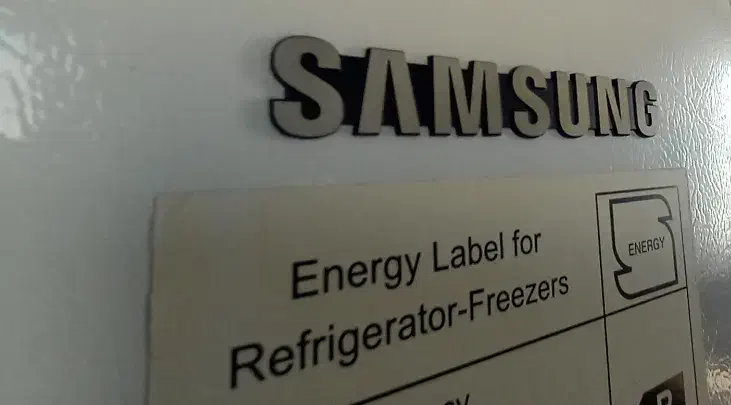 SAMSUNG
Energy Label for
Refrigerator-Freezers
ENERGY